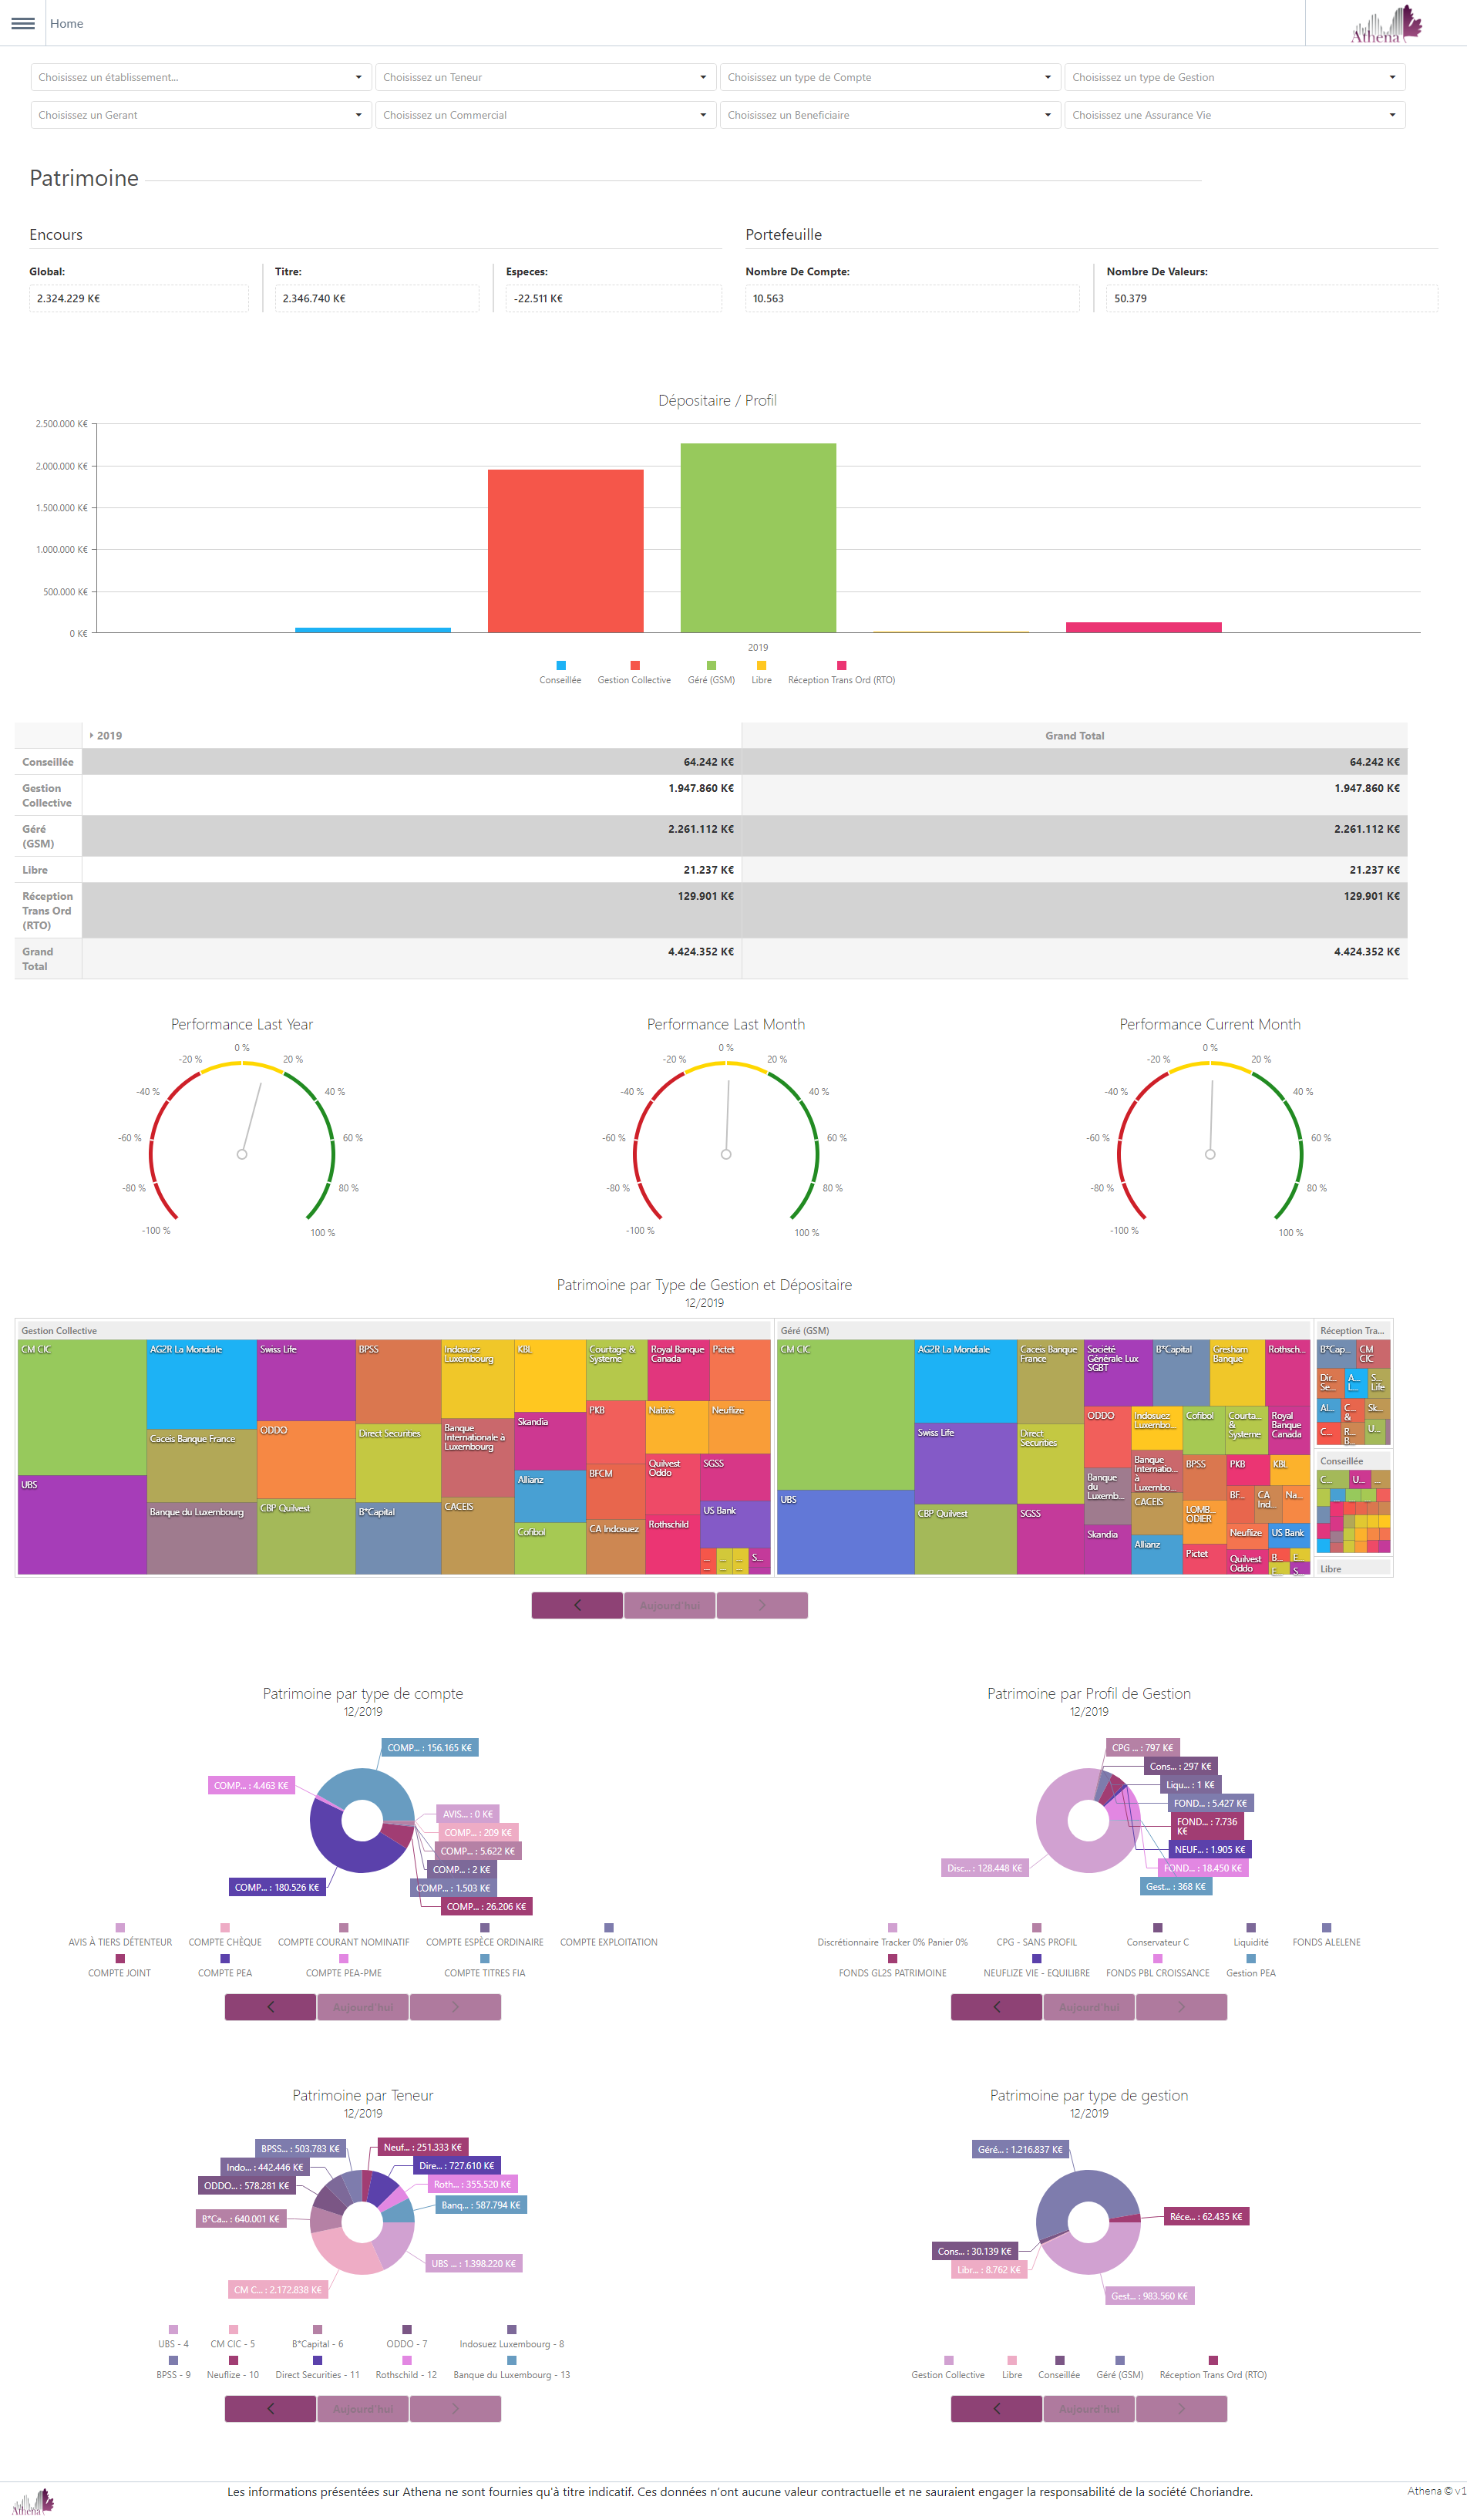 Home
Athena
Choisissez un établissement...
Choisissez un Teneur
Choisissez un type de Compte
Choisissez un type de Gestion
Choisissez un Gerant
Choisissez un Commercial
Choisissez un Beneficiaire
Choisissez une Assurance Vie
Patrimoine
Encours
Portefeuille
Global:
Titre:
Especes:
Nombre De Compte:
Nombre De Valeurs:
2.324.229 K€
2.346.740 K€
-22.511 K€
10.563
50.379
Dépositaire / Profil
2.500.000 K€
2.000.000 K€
1.500.000 K€
1.000.000 K€
500.000 K€
0 K€
2019
Conseillée
Gestion Collective
Géré (GSM)
Libre
Réception Trans Ord (RTO)
2019
Grand Total
Conseillée
64.242 K€
64.242 K€
Gestion
Collective
1.947.860 K€
1.947.860 K€
Géré
(GSM)
2.261.112 K€
2.261.112 K€
Libre
21.237 K€
21.237 K€
Réception
Trans Ord
(RTO)
129.901 K€
129.901 K€
Grand
Total
4.424.352 K€
4.424.352 K€
Performance Last Year
0 %
-20 %
20 %
-40 %
40 %
-60 %
60 %
-80 %
80 %
-100 %
100 %
Performance Last Month
0 %
-20 %
20 %
-40 %
40 %
-60 %
60 %
-80 %
80 %
-100 %
100 %
Performance Current Month
0 %
-20 %
20 %
-40 %
40 %
-60 %
60 %
-80 %
80 %
-100 %
100 %
Patrimoine par Type de Gestion et Dépositaire
12/2019
Gestion Collective
CM CIC
UBS
AG2R La Mondiale
Caceis Banque France
Banque du Luxembourg
Swiss Life
ODDO
CBP Quilvest
BPSS
Direct Securities
B*Capital
Indosuez
Luxembourg
Banque
Internationale à
Luxembourg
CACEIS
KBL
Skandia
Allianz
Cofibol
Courtage &
Systeme
PKB
BFCM
CA Indosuez
Royal Banque
Canada
Pictet
Natixis
Neuflize
Quilvest
Oddo
Rothschild
SGSS
US Bank
S...
Géré (GSM)
CM CIC
UBS
AG2R La Mondiale
Swiss Life
CBP Quilvest
Caceis Banque
France
Direct
Securities
SGSS
Société
Générale Lux
SGBT
B*Capital
Gresham
Banque
Rothsch...
ODDO
Banque
du
Luxemb...
Skandia
Indosuez
Luxembo...
Banque
Internatio...
à
Luxembo...
CACEIS
Allianz
Cofibol
BPSS
LOMB...
ODIER
Pictet
Courta...
&
Systeme
Royal
Banque
Canada
PKB
KBL
BF...
CA
Ind...
Na...
Neuflize
US Bank
Quilvest
Oddo
B...
E...
E...
S...
Réception Tra...
B*Cap...
CM
CIC
Dir...
Se...
A...
L...
S...
Life
Al...
C...
&
Sk...
C...
R...
B...
U...
Conseillée
C...
U...
...
Libre
Aujourd'hui
Patrimoine par type de compte
12/2019
COMP... : 156.165 K€
COMP... : 4.463 K€
AVIS... : 0 K€
COMP... : 209 K€
COMP... : 5.622 K€
COMP... : 2 K€
COMP... : 1.503 K€
COMP... : 26.206 K€
COMP... : 180.526 K€
AVIS À TIERS DÉTENTEUR
COMPTE CHÈQUE
COMPTE COURANT NOMINATIF
COMPTE ESPÈCE ORDINAIRE
COMPTE EXPLOITATION
COMPTE JOINT
COMPTE PEA
COMPTE PEA-PME
COMPTE TITRES FIA
Aujourd'hui
Patrimoine par Profil de Gestion
12/2019
CPG ... : 797 K€
Cons... : 297 K€
Liqu... : 1 K€
FOND... : 5.427 K€
FOND... : 7.736
K€
NEUF... : 1.905 K€
FOND... : 18.450 K€
Gest... : 368 K€
Disc... : 128.448 K€
Discrétionnaire Tracker 0% Panier 0%
CPG - SANS PROFIL
Conservateur C
Liquidité
FONDS ALELENE
FONDS GL2S PATRIMOINE
NEUFLIZE VIE - EQUILIBRE
FONDS PBL CROISSANCE
Gestion PEA
Aujourd'hui
Patrimoine par Teneur
12/2019
BPSS... : 503.783 K€
Neuf... : 251.333 K€
Indo... : 442.446 K€
Dire... : 727.610 K€
ODDO... : 578.281 K€
Roth... : 355.520 K€
B*Ca... : 640.001 K€
Banq... : 587.794 K€
UBS ... : 1.398.220 K€
CM C... : 2.172.838 K€
UBS - 4
CM CIC - 5
B*Capital - 6
ODDO - 7
Indosuez Luxembourg - 8
BPSS - 9
Neuflize - 10
Direct Securities - 11
Rothschild - 12
Banque du Luxembourg - 13
Aujourd'hui
Patrimoine par type de gestion
12/2019
Géré... : 1.216.837 K€
Réce... : 62.435 K€
Cons... : 30.139 K€
Libr... : 8.762 K€
Gest... : 983.560 K€
Gestion Collective
Libre
Conseillée
Géré (GSM)
Réception Trans Ord (RTO)
Aujourd'hui
Athena
Les informations présentées sur Athena ne sont fournies qu'à titre indicatif. Ces données n'ont aucune valeur contractuelle et ne sauraient engager la responsabilité de la société Choriandre.
Athena © v1